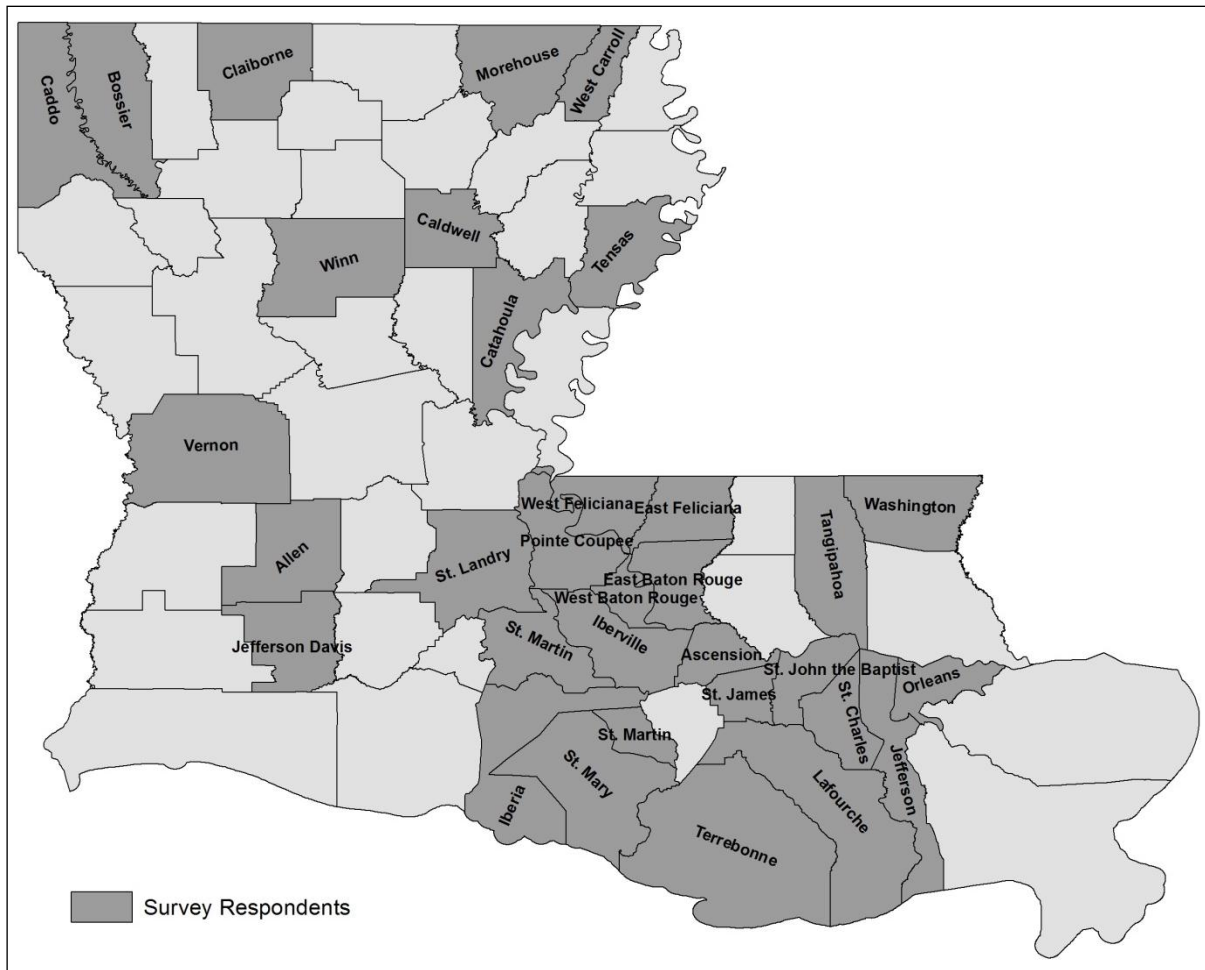 Caddo
Bossier
Claiborne
Morehouse
West Carroll
Caldwell
Winn
Tensas
Catahoula
Vernon
West Feliciana
East Feliciana
Washington
Tangipahoa
Pointe Coupee
Allen
St. Landry
East Baton Rouge
West Baton Rouge
Jefferson Davis
St. Martin
Iberville
Ascension
St. John the Baptist
Orleans
St. James
St. Charles
St. Martin
St. Mary
Jefferson
Iberia
Lafourche
Terrebonne
Survey Respondents